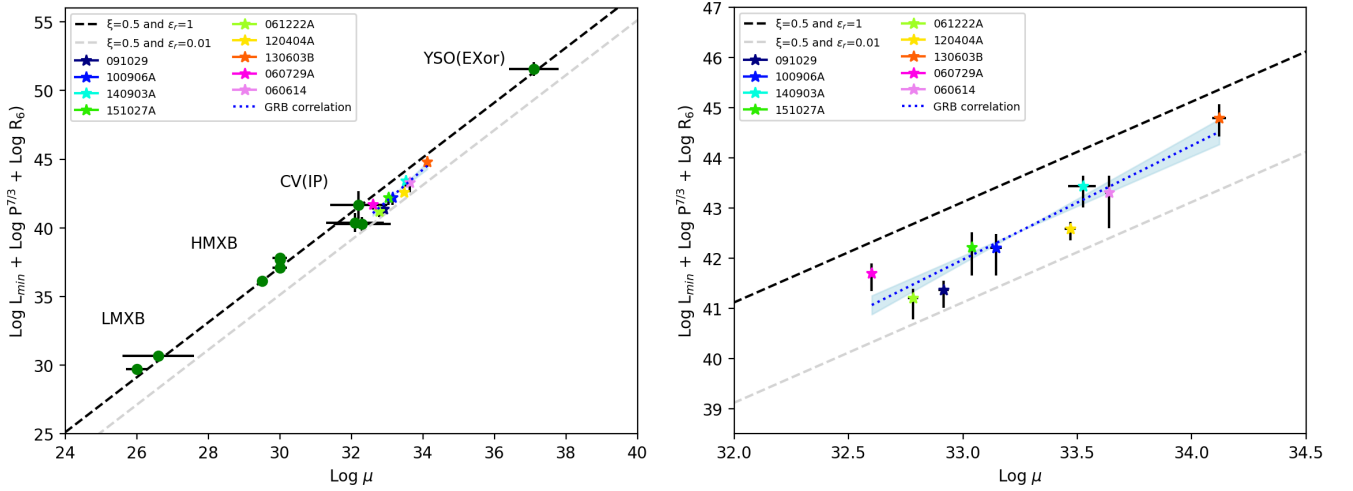 Log L_min + Log P^7/3 + Log R_6)
56
50
45
40
35
30
25
24
26
28
30
32
34
36
38
40
Log μ
ξ=0.5 and ε_r=1
ξ=0.5 and ε_r=0.01
091029
100906A
140903A
151027A
061222A
120404A
130603B
060729A
060614
GRB correlation
YSO(EXor)
CV(IP)
HMXB
LMXB
Log L_min + Log P^7/3 + Log R_6)
47
46
45
44
43
42
41
39
32.0
32.5
33.0
33.5
34.0
34.5
Log μ
ξ=0.5 and ε_r=1
ξ=0.5 and ε_r=0.01
091029
100906A
140903A
151027A
061222A
120404A
130603B
060729A
060614
GRB correlation